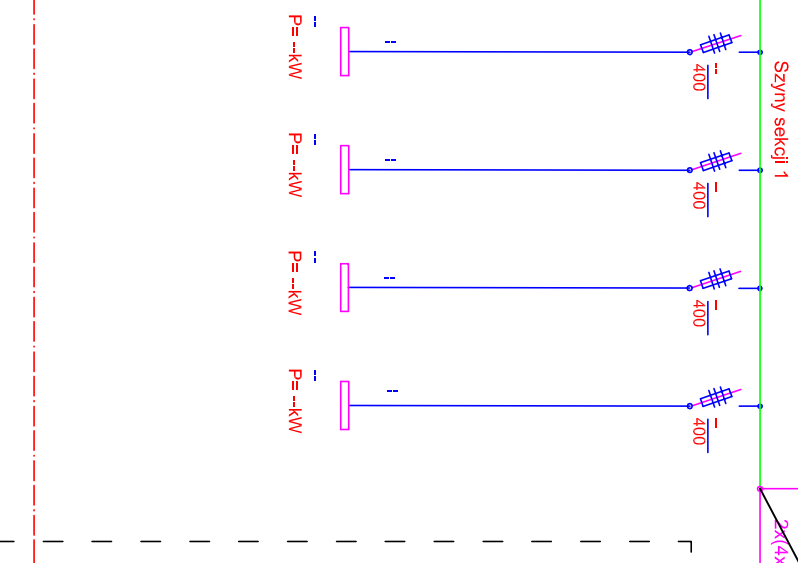 Szyny sekcji 1
--
400
--
--
P= --kW
-
400
--
--
P= --kW
-
400
--
--
P= --kW
-
400
--
--
P= --kW
2x(4x